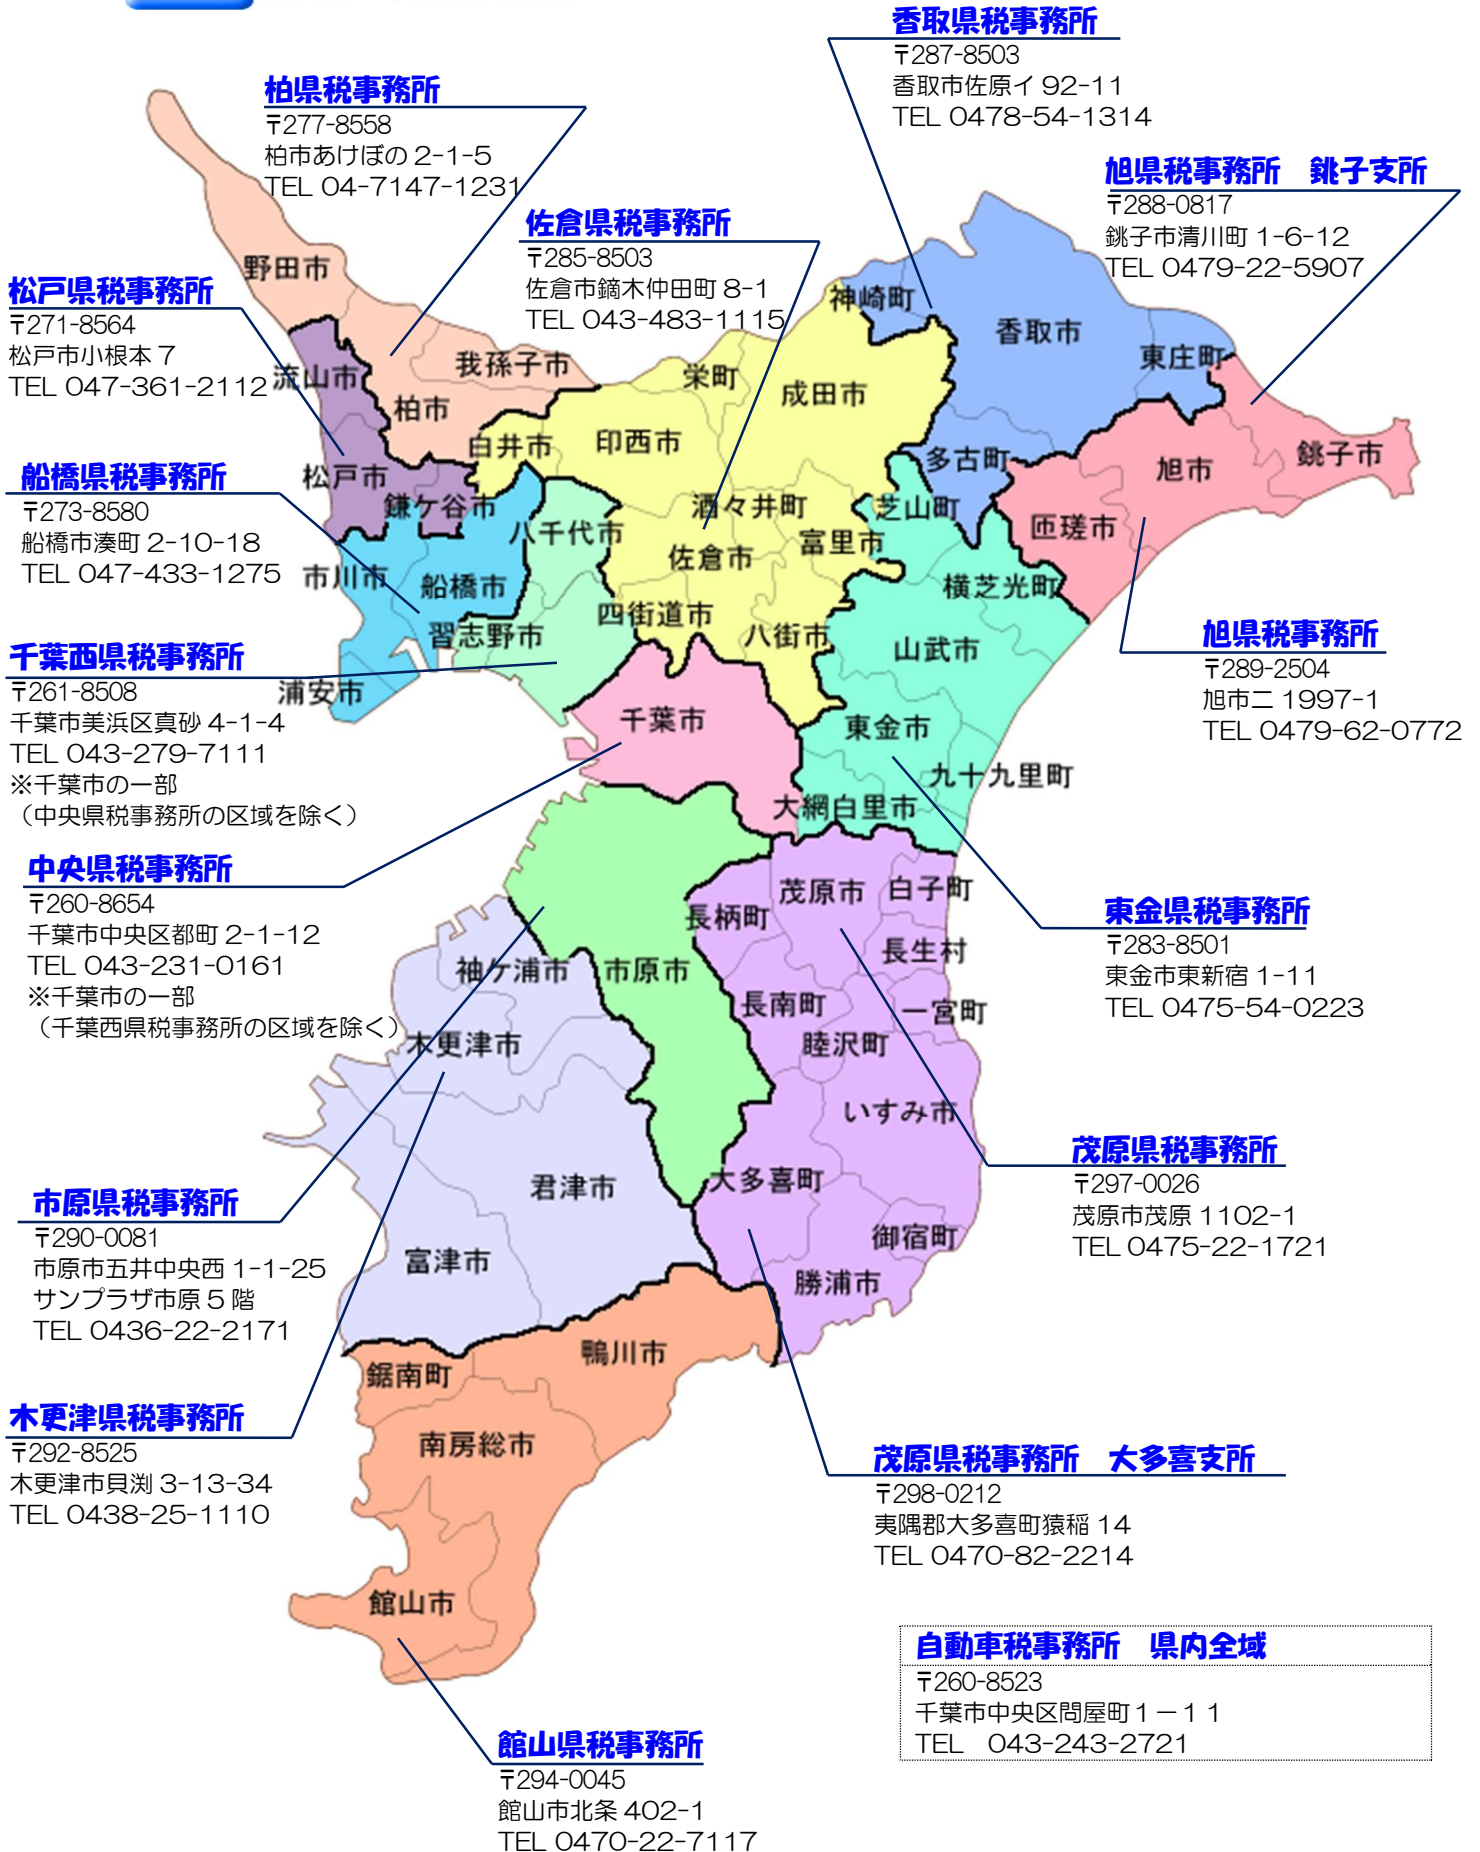 香取県税事務所
〒287-8503
香取市佐原イ 92-11
TEL 0478-54-1314
柏県税事務所
〒277-8558
柏市あけぼの 2-1-5
TEL 04-7147-1231
旭県税事務所　銚子支所
〒288-0817
銚子市清川町 1-6-12
TEL 0479-22-5907
佐倉県税事務所
〒285-8503
佐倉市鏑木仲田町 8-1
TEL 043-483-1115
松戸県税事務所
〒271-8564
松戸市小根本 7
TEL 047-361-2112
船橋県税事務所
〒273-8580
船橋市湊町 2-10-18
TEL 047-433-1275
千葉西県税事務所
〒261-8508
千葉市美浜区真砂 4-1-4
TEL 043-279-7111
※千葉市の一部
（中央県税事務所の区域を除く）
中央県税事務所
〒260-8654
千葉市中央区都町 2-1-12
TEL 043-231-0161
※千葉市の一部
（千葉西県税事務所の区域を除く）
市原県税事務所
〒290-0081
市原市五井中央西 1-1-25
サンプラザ市原 5 階
TEL 0436-22-2171
木更津県税事務所
〒292-8525
木更津市貝渕 3-13-34
TEL 0438-25-1110
野田市
流山市
我孫子市
柏市
松戸市
鎌ケ谷市
白井市
印西市
栄町
成田市
神崎町
香取市
東庄町
多古町
旭市
銚子市
匝瑳市
芝山町
横芝光町
酒々井町
富里市
佐倉市
八千代市
市川市
船橋市
習志野市
四街道市
八街市
山武市
浦安市
千葉市
東金市
九十九里町
大網白里市
茂原市
白子町
長柄町
長生村
袖ケ浦市
市原市
長南町
一宮町
木更津市
睦沢町
いすみ市
君津市
大多喜町
富津市
御宿町
勝浦市
鴨川市
鋸南町
南房総市
館山市
旭県税事務所
〒289-2504
旭市二 1997-1
TEL 0479-62-0772
東金県税事務所
〒283-8501
東金市東新宿 1-11
TEL 0475-54-0223
茂原県税事務所
〒297-0026
茂原市茂原 1102-1
TEL 0475-22-1721
茂原県税事務所　大多喜支所
〒298-0212
夷隅郡大多喜町猿稲 14
TEL 0470-82-2214
自動車税事務所　県内全域
〒260-8523
千葉市中央区問屋町１－１１
TEL　043-243-2721
館山県税事務所
〒294-0045
館山市北条 402-1
TEL 0470-22-7117